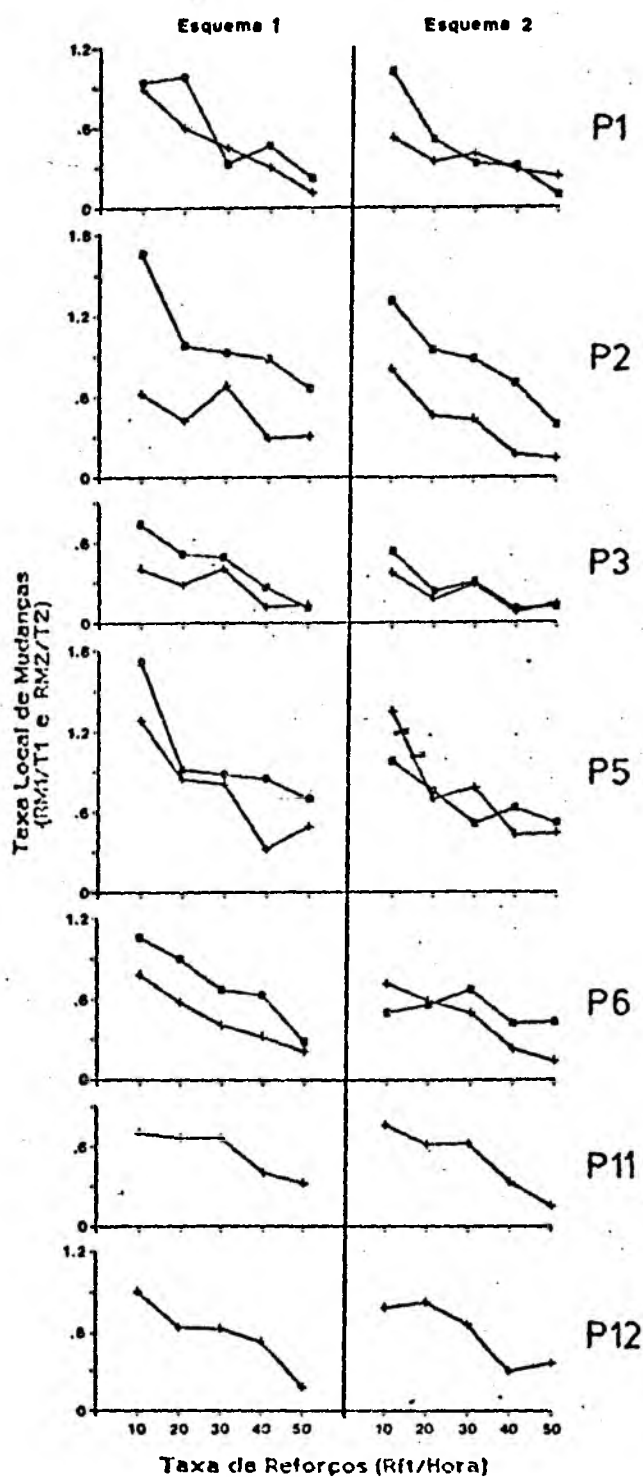 Esquema 1
Esquema 2
1.2
.6
0
P1
1.8
1.2
.6
0
P2
.6
0
P3
1.8
1.2
.6
0
P5
1.2
.6
0
P6
.6
0
P11
1.2
.6
0
P12
Taxa Local de Mudanças
(RM1/T1 e RM2/T2)
10 20 30 40 50
10 20 30 40 50
Taxa de Reforços (Rft/Hora)